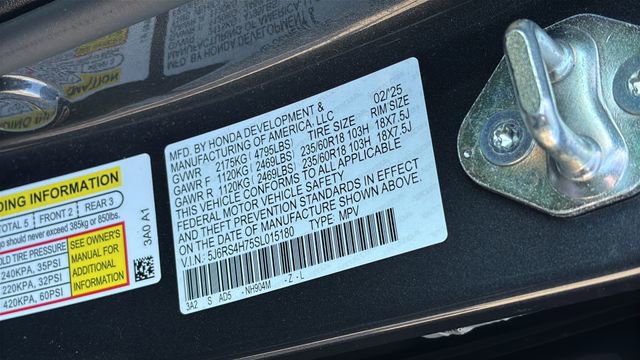 MFD. BY HONDA DEVELOPMENT & 02/'25
MANUFACTURING OF AMERICA, LLC
TIRE SIZE RIM SIZE
GVWR 2175KG(4795LBS)
GAWR F 1120KG(2469LBS) 235/60R18 103H 18X7.5J
GAWR R 1120KG(2469LBS) 235/60R18 103H 18X7.5J
THIS VEHICLE CONFORMS TO ALL APPLICABLE
FEDERAL MOTOR VEHICLE SAFETY
AND THEFT PREVENTION STANDARDS IN EFFECT
ON THE DATE OF MANUFACTURE SHOWN ABOVE.
V.I.N.: 5J6RS4H75SL015180 TYPE MPV
3A2 S AD5 -NH904M -Z-L
DING INFORMATION
TOTAL 5 FRONT 2 REAR 3
go should never exceed 385kg or 850lbs.
OLD TIRE PRESSURE
240KPA, 35PSI
220KPA, 32PSI
420KPA, 60PSI
SEE OWNER'S
MANUAL FOR
ADDITIONAL
INFORMATION
3A0 A1